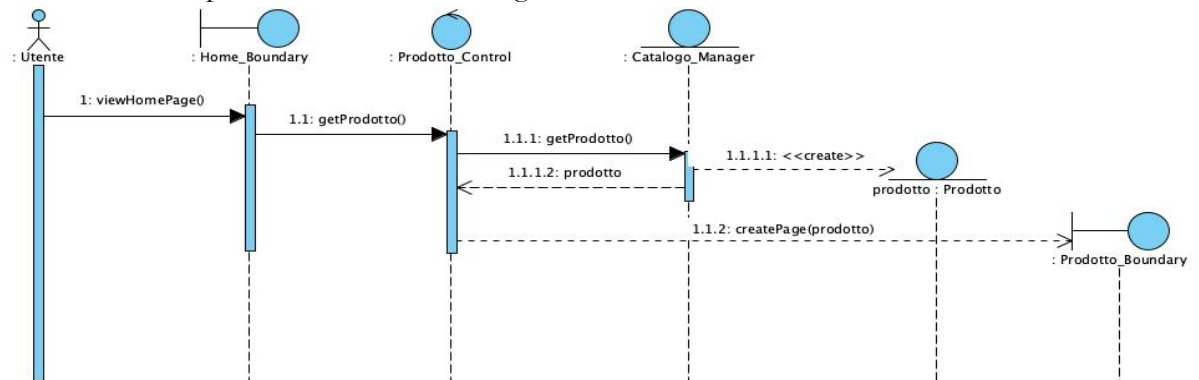 : Utente
: Home_Boundary
: Prodotto_Control
: Catalogo_Manager
1: viewHomePage()
1.1: getProdotto()
1.1.1: getProdotto()
1.1.1.1: <<create>>
1.1.1.2: prodotto
prodotto : Prodotto
1.1.2: createPage(prodotto)
: Prodotto_Boundary